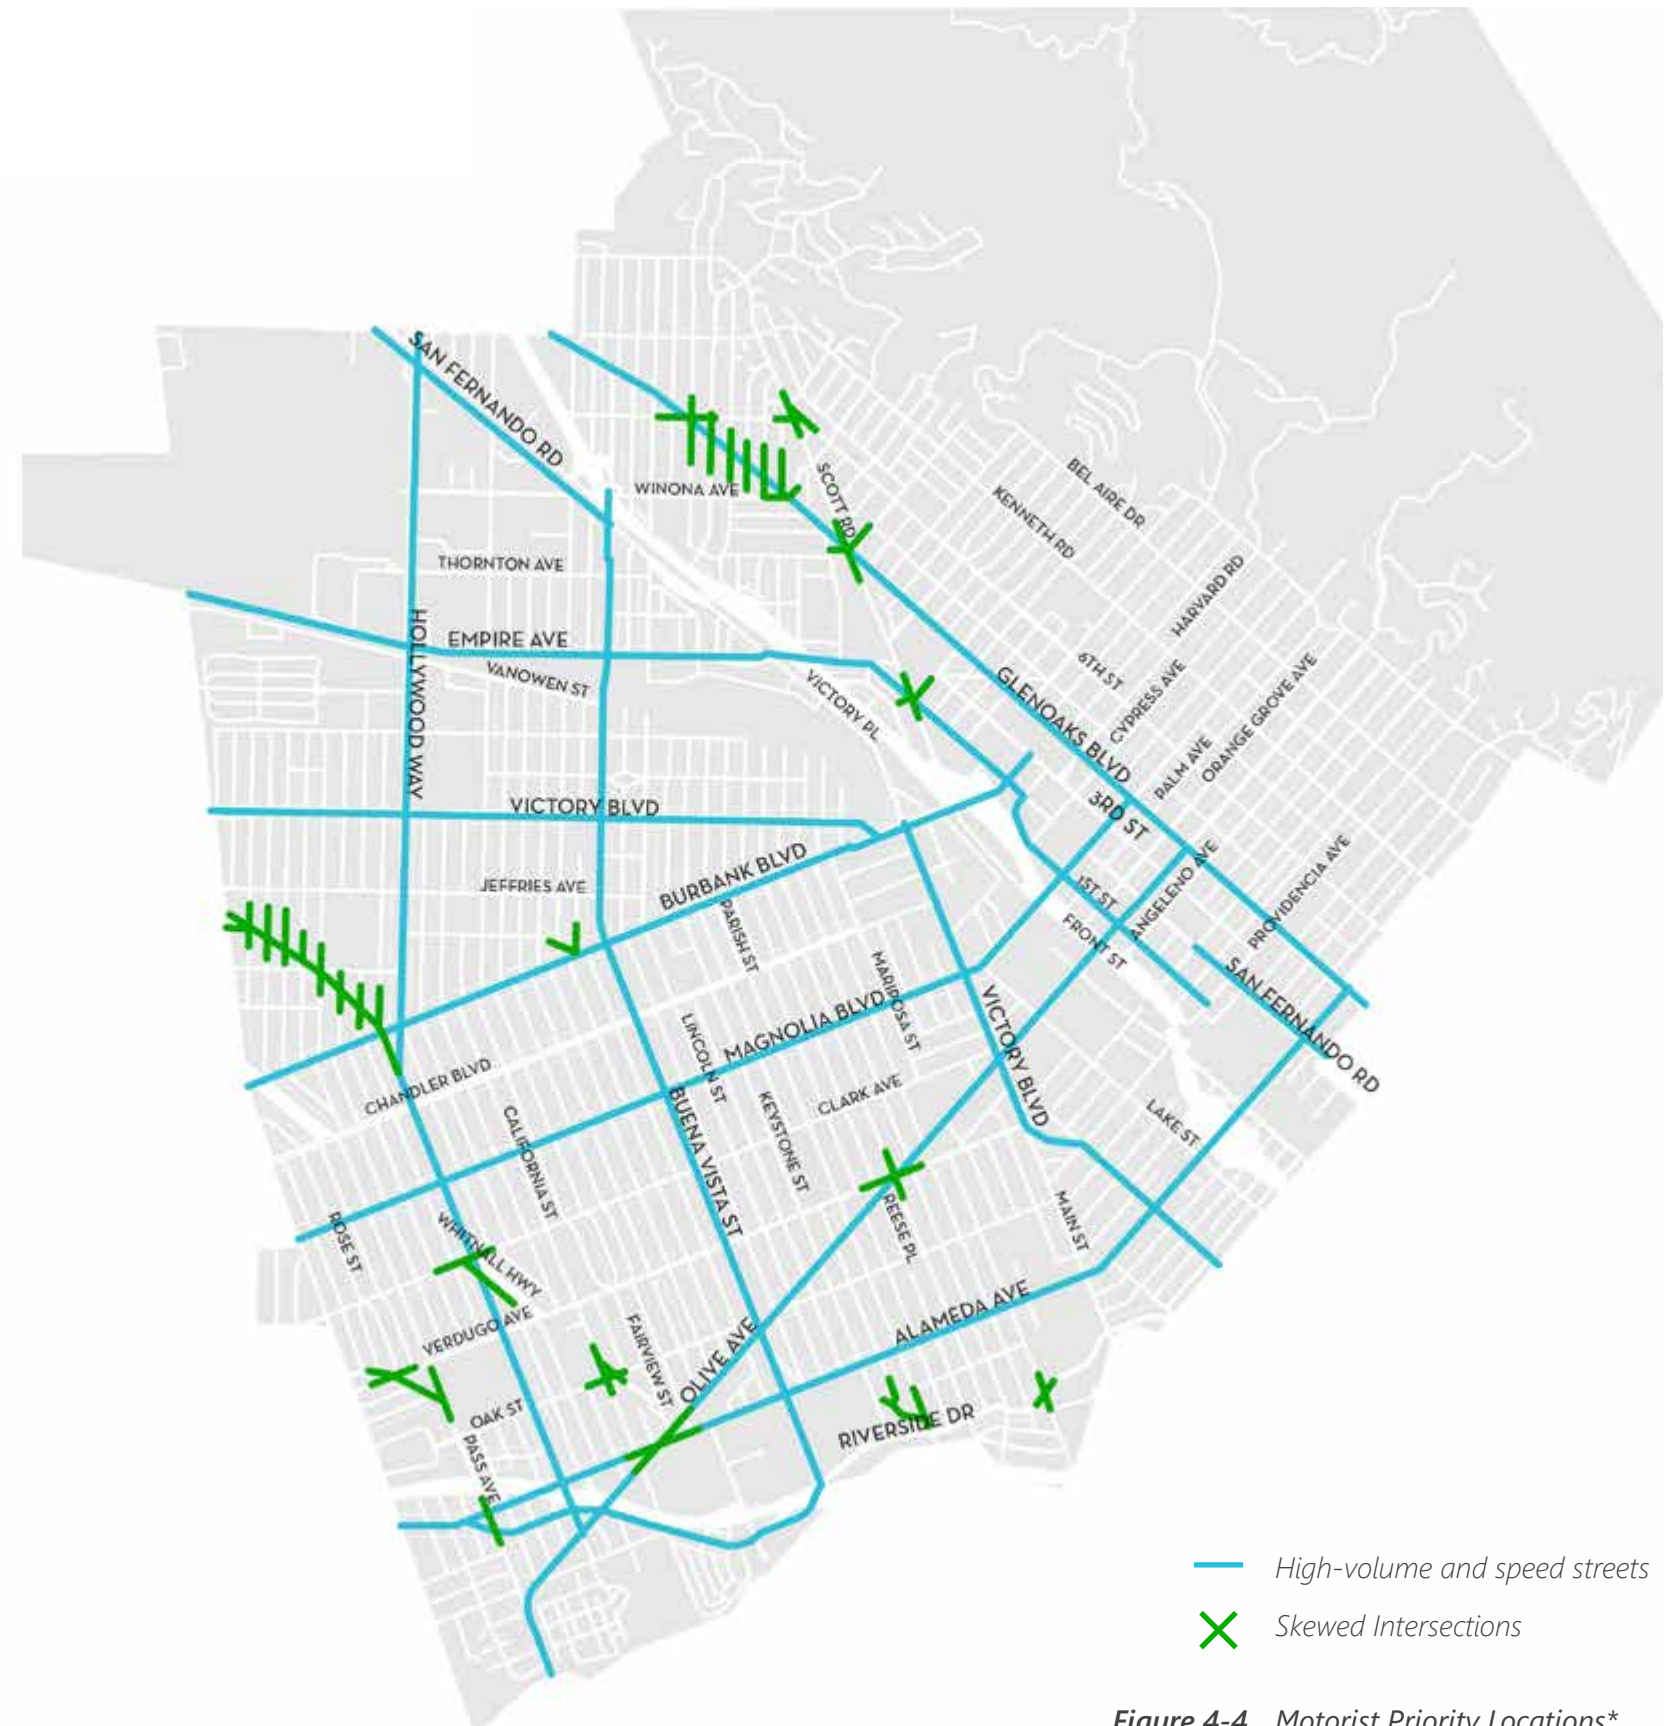 SAN FERNANDO RD
WINONA AVE
SCOTT RD
BEL AIRE DR
KENNETH RD
THORNTON AVE
HARVARD RD
HOLLYWOOD WAY
EMPIRE AVE
VANOWEN ST
VICTORY PL
6TH ST
CYPRESS AVE
ORANGE GROVE AVE
GLENOAKS BLVD
PALM AVE
3RD ST
VICTORY BLVD
JEFFRIES AVE
BURBANK BLVD
1ST ST
ANGELENO AVE
PROVIDENCIA AVE
PARISH ST
FRONT ST
MARIPOSA ST
SAN FERNANDO RD
MAGNOLIA BLVD
VICTORY BLVD
LINCOLN ST
CHANDLER BLVD
CLARK AVE
KEYSTONE ST
BUENA VISTA ST
CALIFORNIA ST
LAKE ST
ROSE ST
WHITNALL HWY
REESE PL
MAIN ST
VERDUGO AVE
FAIRVIEW ST
OLIVE AVE
ALAMEDA AVE
OAK ST
PASS AVE
RIVERSIDE DR
High-volume and speed streets
Skewed Intersections
Figure 4-4 Motorist Priority Locations*